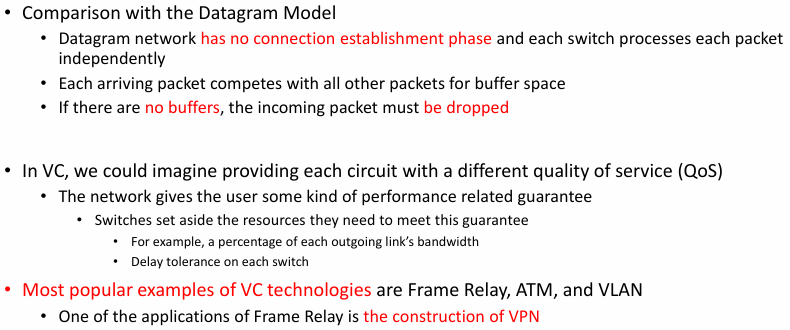 • Comparison with the Datagram Model
• Datagram network has no connection establishment phase and each switch processes each packet
independently
• Each arriving packet competes with all other packets for buffer space
• If there are no buffers, the incoming packet must be dropped
• In VC, we could imagine providing each circuit with a different quality of service (QoS)
• The network gives the user some kind of performance related guarantee
• Switches set aside the resources they need to meet this guarantee
• For example, a percentage of each outgoing link's bandwidth
• Delay tolerance on each switch
• Most popular examples of VC technologies are Frame Relay, ATM, and VLAN
• One of the applications of Frame Relay is the construction of VPN